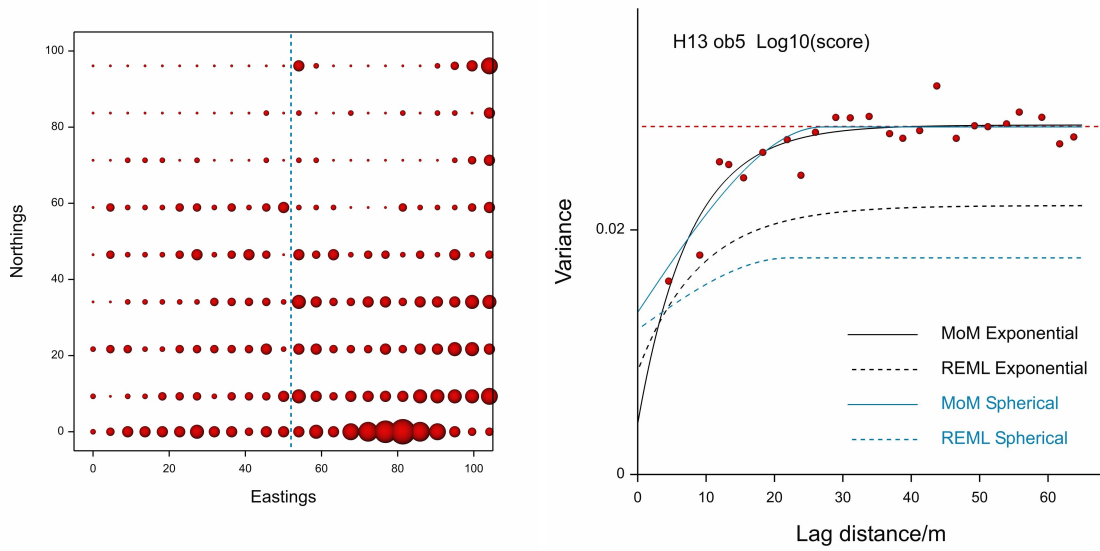 100
80
60
40
20
0
Northings
0
20
40
60
80
100
Eastings
H13 ob5 Log10(score)
Variance
0.02
0
MoM Exponential
REML Exponential
MoM Spherical
REML Spherical
0
10
20
30
40
50
60
Lag distance/m